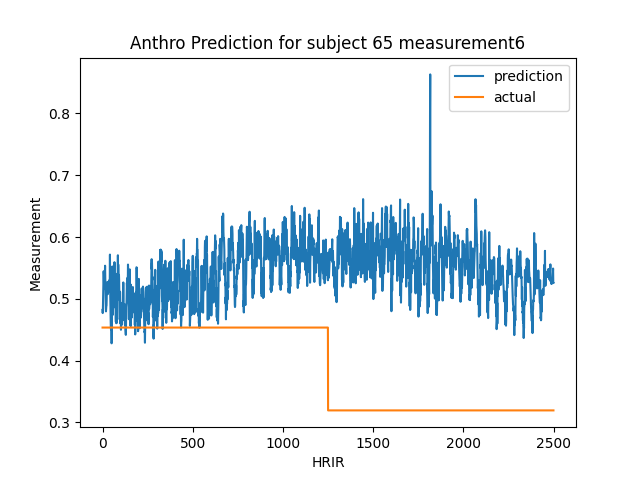 Anthro Prediction for subject 65 measurement6
prediction
actual
Measurement
0.8
0.7
0.6
0.5
0.4
0.3
0
500
1000
1500
2000
2500
HRIR